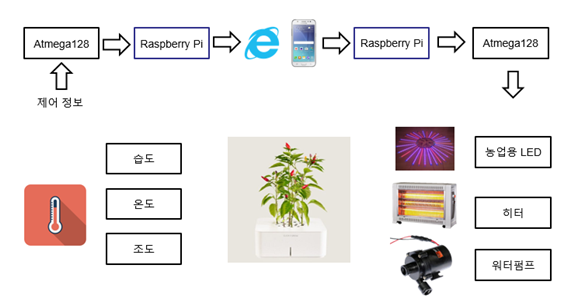 Atmega128
Raspberry Pi
Raspberry Pi
Atmega128
제어 정보
습도
온도
조도
농업용 LED
히터
워터펌프